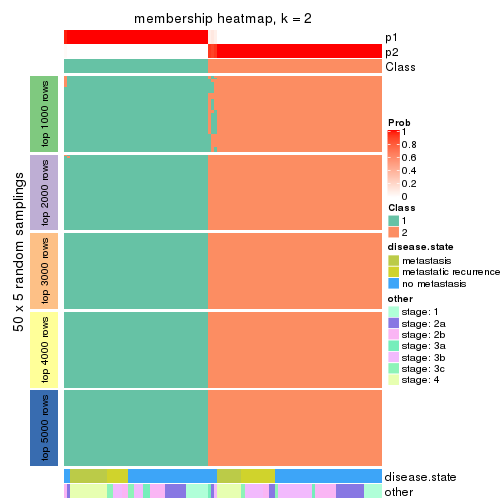 membership heatmap, k = 2
p1
p2
Class
50 x 5 random samplings
top 1000 rows
top 2000 rows
top 3000 rows
top 4000 rows
top 5000 rows
Prob
1
0.8
0.6
0.4
0.2
0
Class
1
2
disease.state
metastasis
metastatic recurrence
no metastasis
other
stage: 1
stage: 2a
stage: 2b
stage: 3a
stage: 3b
stage: 3c
stage: 4
disease.state
other